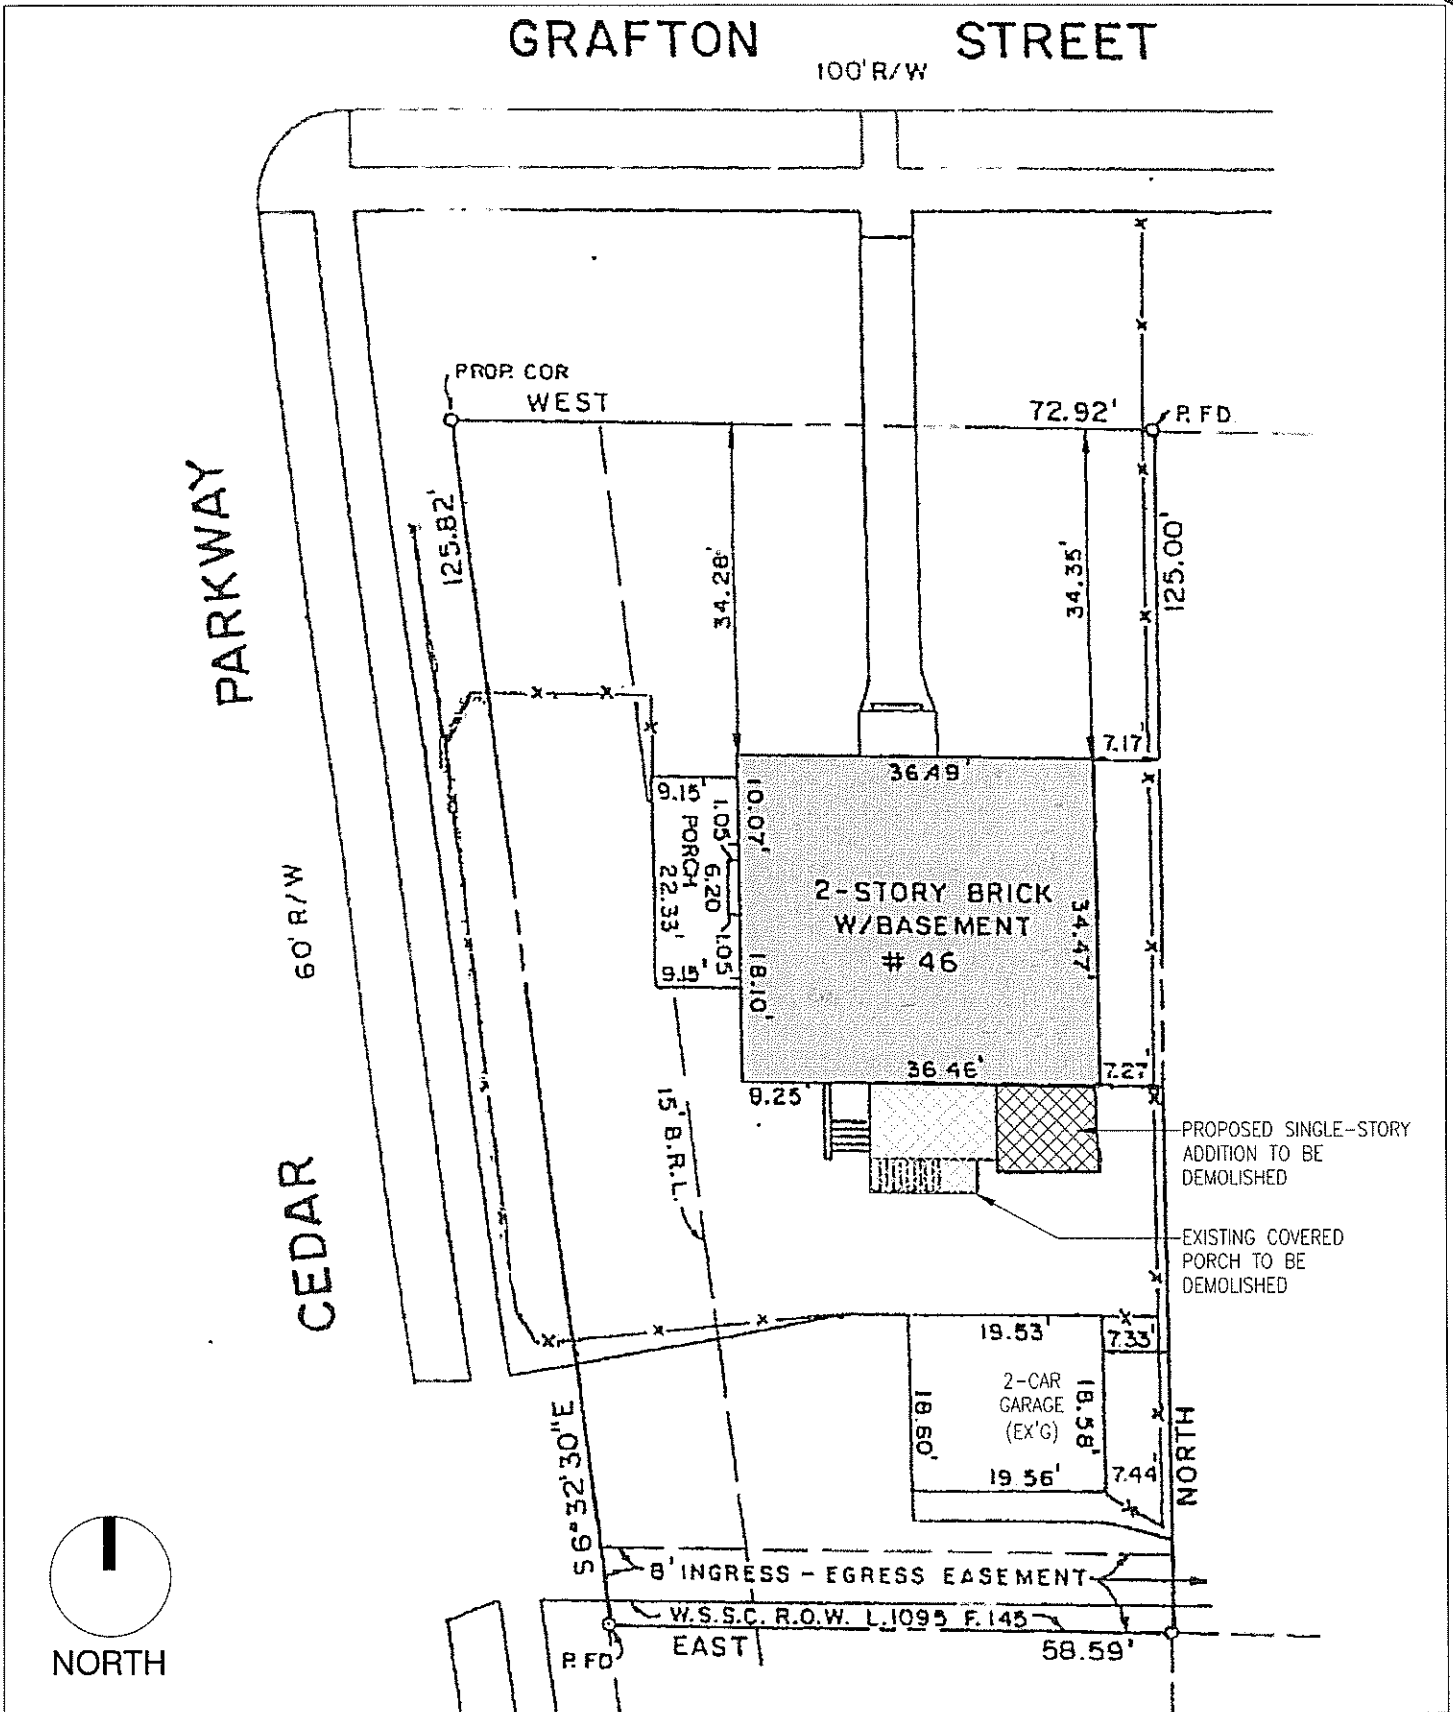 GRAFTON STREET
100' R/W
PROP. COR
WEST
72.92'
P. FD.
PARKWAY
125.82'
34.28'
34.35'
125.00'
7.17'
36.49'
9.15'
10.07'
1.05'
PORCH
6.20
22.33'
2-STORY BRICK
W/BASEMENT
# 46
34.47'
60' R/W
9.15'
1.05
18.10'
36.46'
7.27'
15' B.R.L.
PROPOSED SINGLE-STORY
ADDITION TO BE
DEMOLISHED
CEDAR
EXISTING COVERED
PORCH TO BE
DEMOLISHED
19.53'
7.33'
2-CAR
GARAGE
(EX'G)
18.60'
18.58'
19.56'
7.44'
NORTH
S 6° 32' 30" E
8' INGRESS - EGRESS EASEMENT
W.S.S.C. R.O.W. L.1095 F.145
EAST
58.59'
P. FD
NORTH